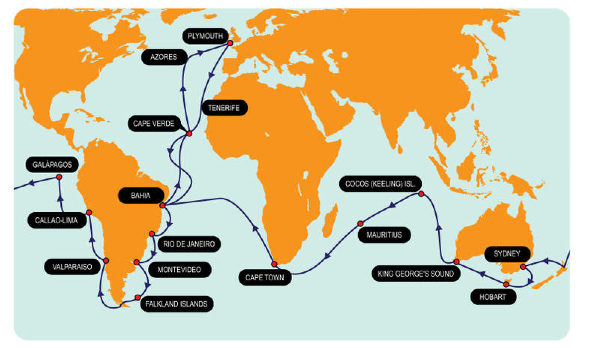 PLYMOUTH
AZORES
TENERIFE
CAPE VERDE
GALÁPAGOS
COCOS (KEELING) ISL.
BAHIA
CALLAO-LIMA
MAURITIUS
RIO DE JANEIRO
SYDNEY
VALPARAISO
MONTEVIDEO
CAPE TOWN
KING GEORGE'S SOUND
HOBART
FALKLAND ISLANDS